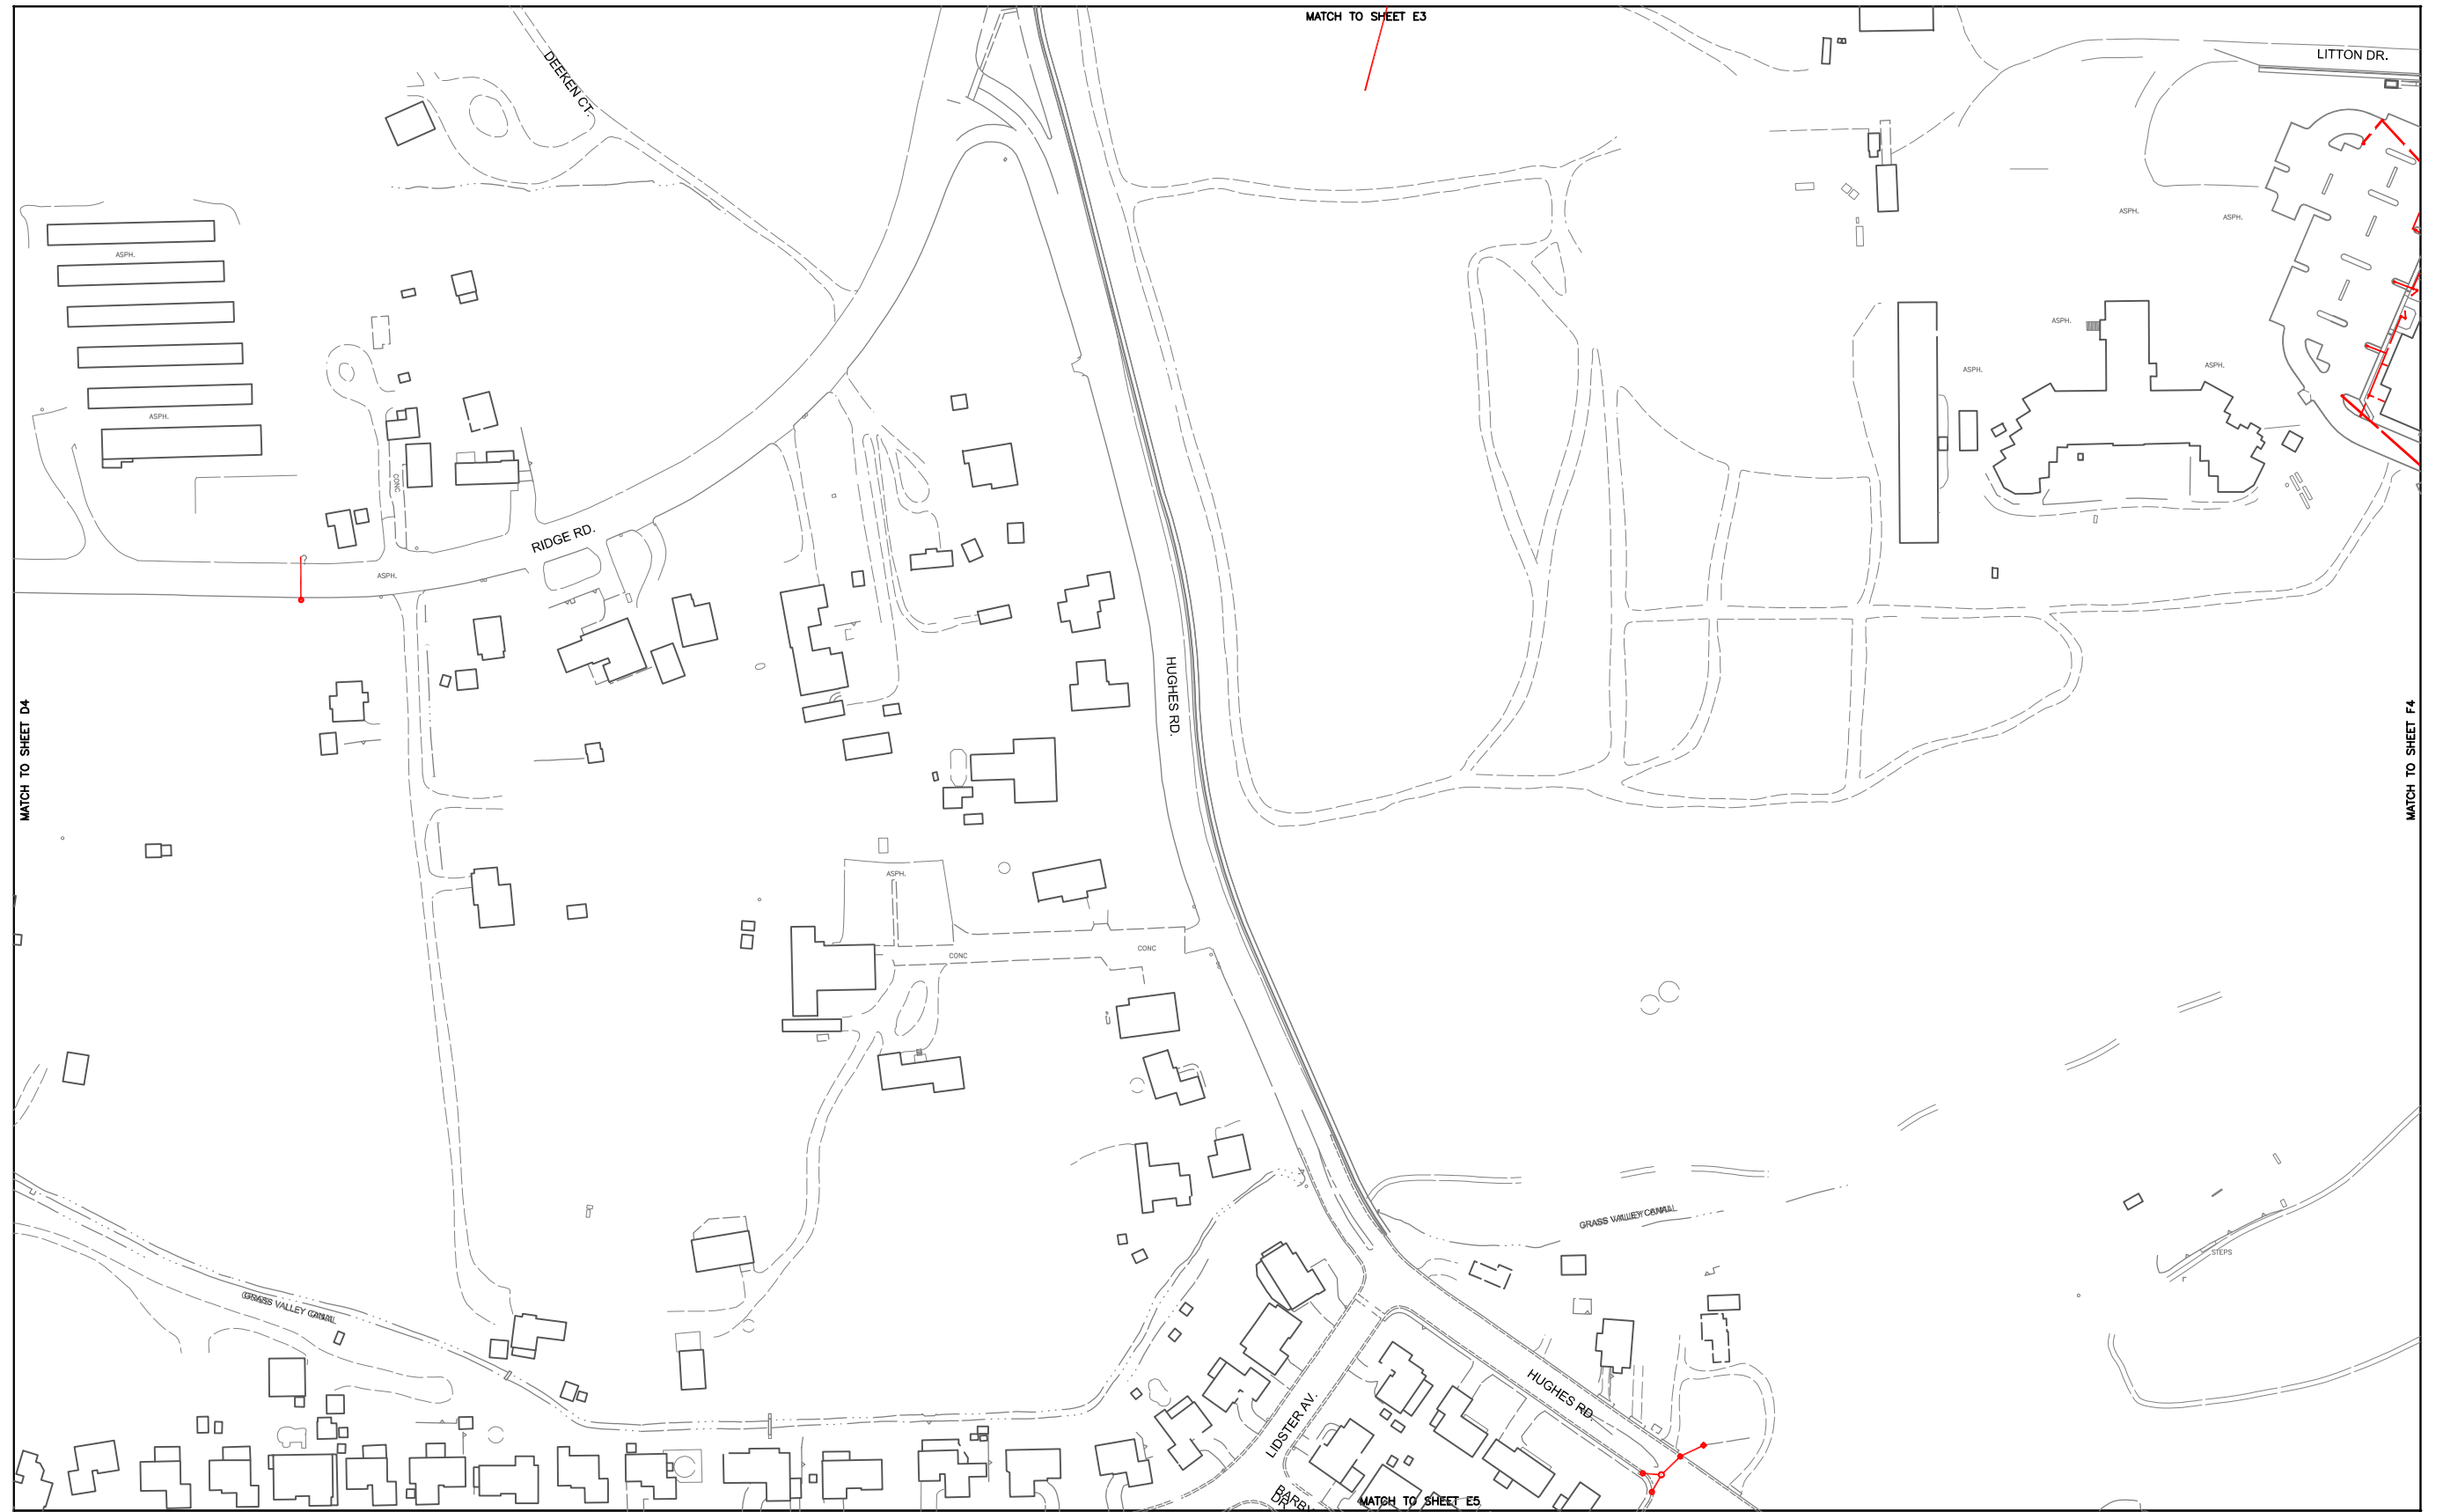 MATCH TO SHEET E3
LITTON DR.
DEEKEN CT.
ASPH.
ASPH.
ASPH.
ASPH.
ASPH.
ASPH.
ASPH.
CONC
RIDGE RD.
ASPH.
HUGHES RD.
MATCH TO SHEET D4
MATCH TO SHEET F4
ASPH.
CONC
CONC
GRASS VALLEY CANAL
STEPS
GRASS VALLEY CANAL
HUGHES RD.
LIDSTER AV.
MATCH TO SHEET E5